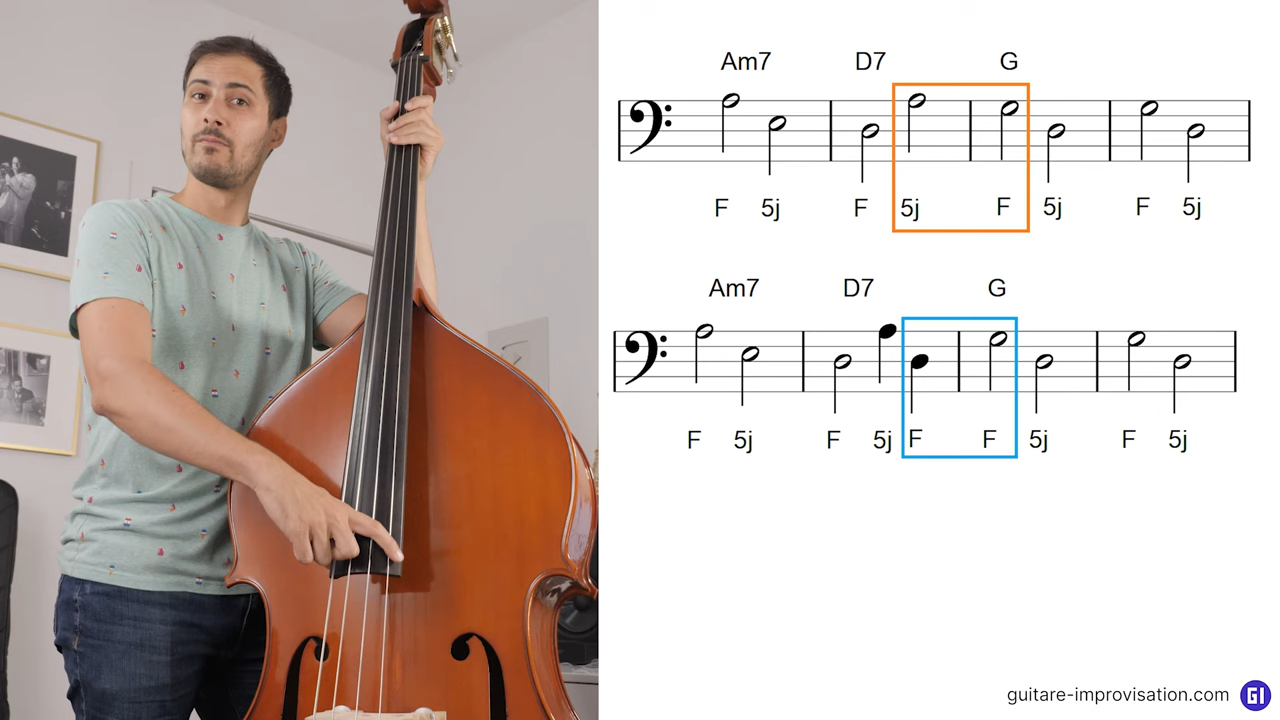 Am7 D7 G
F 5j F 5j F 5j F 5j
Am7 D7 G
F 5j F 5j F F 5j F 5j
guitare-improvisation.com GI